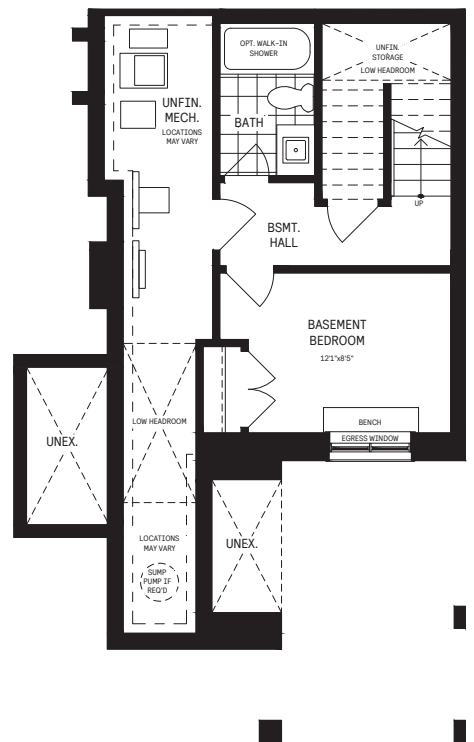 OPT. WALK-IN
SHOWER
UNFIN.
STORAGE
LOW HEADROOM
UNFIN.
MECH.
LOCATIONS
MAY VARY
BATH
UP
BSMT.
HALL
BASEMENT
BEDROOM
12'1"x8'5"
BENCH
EGRESS WINDOW
LOW HEADROOM
UNEX.
LOCATIONS
MAY VARY
SUMP
PUMP IF
REQ'D
UNEX.